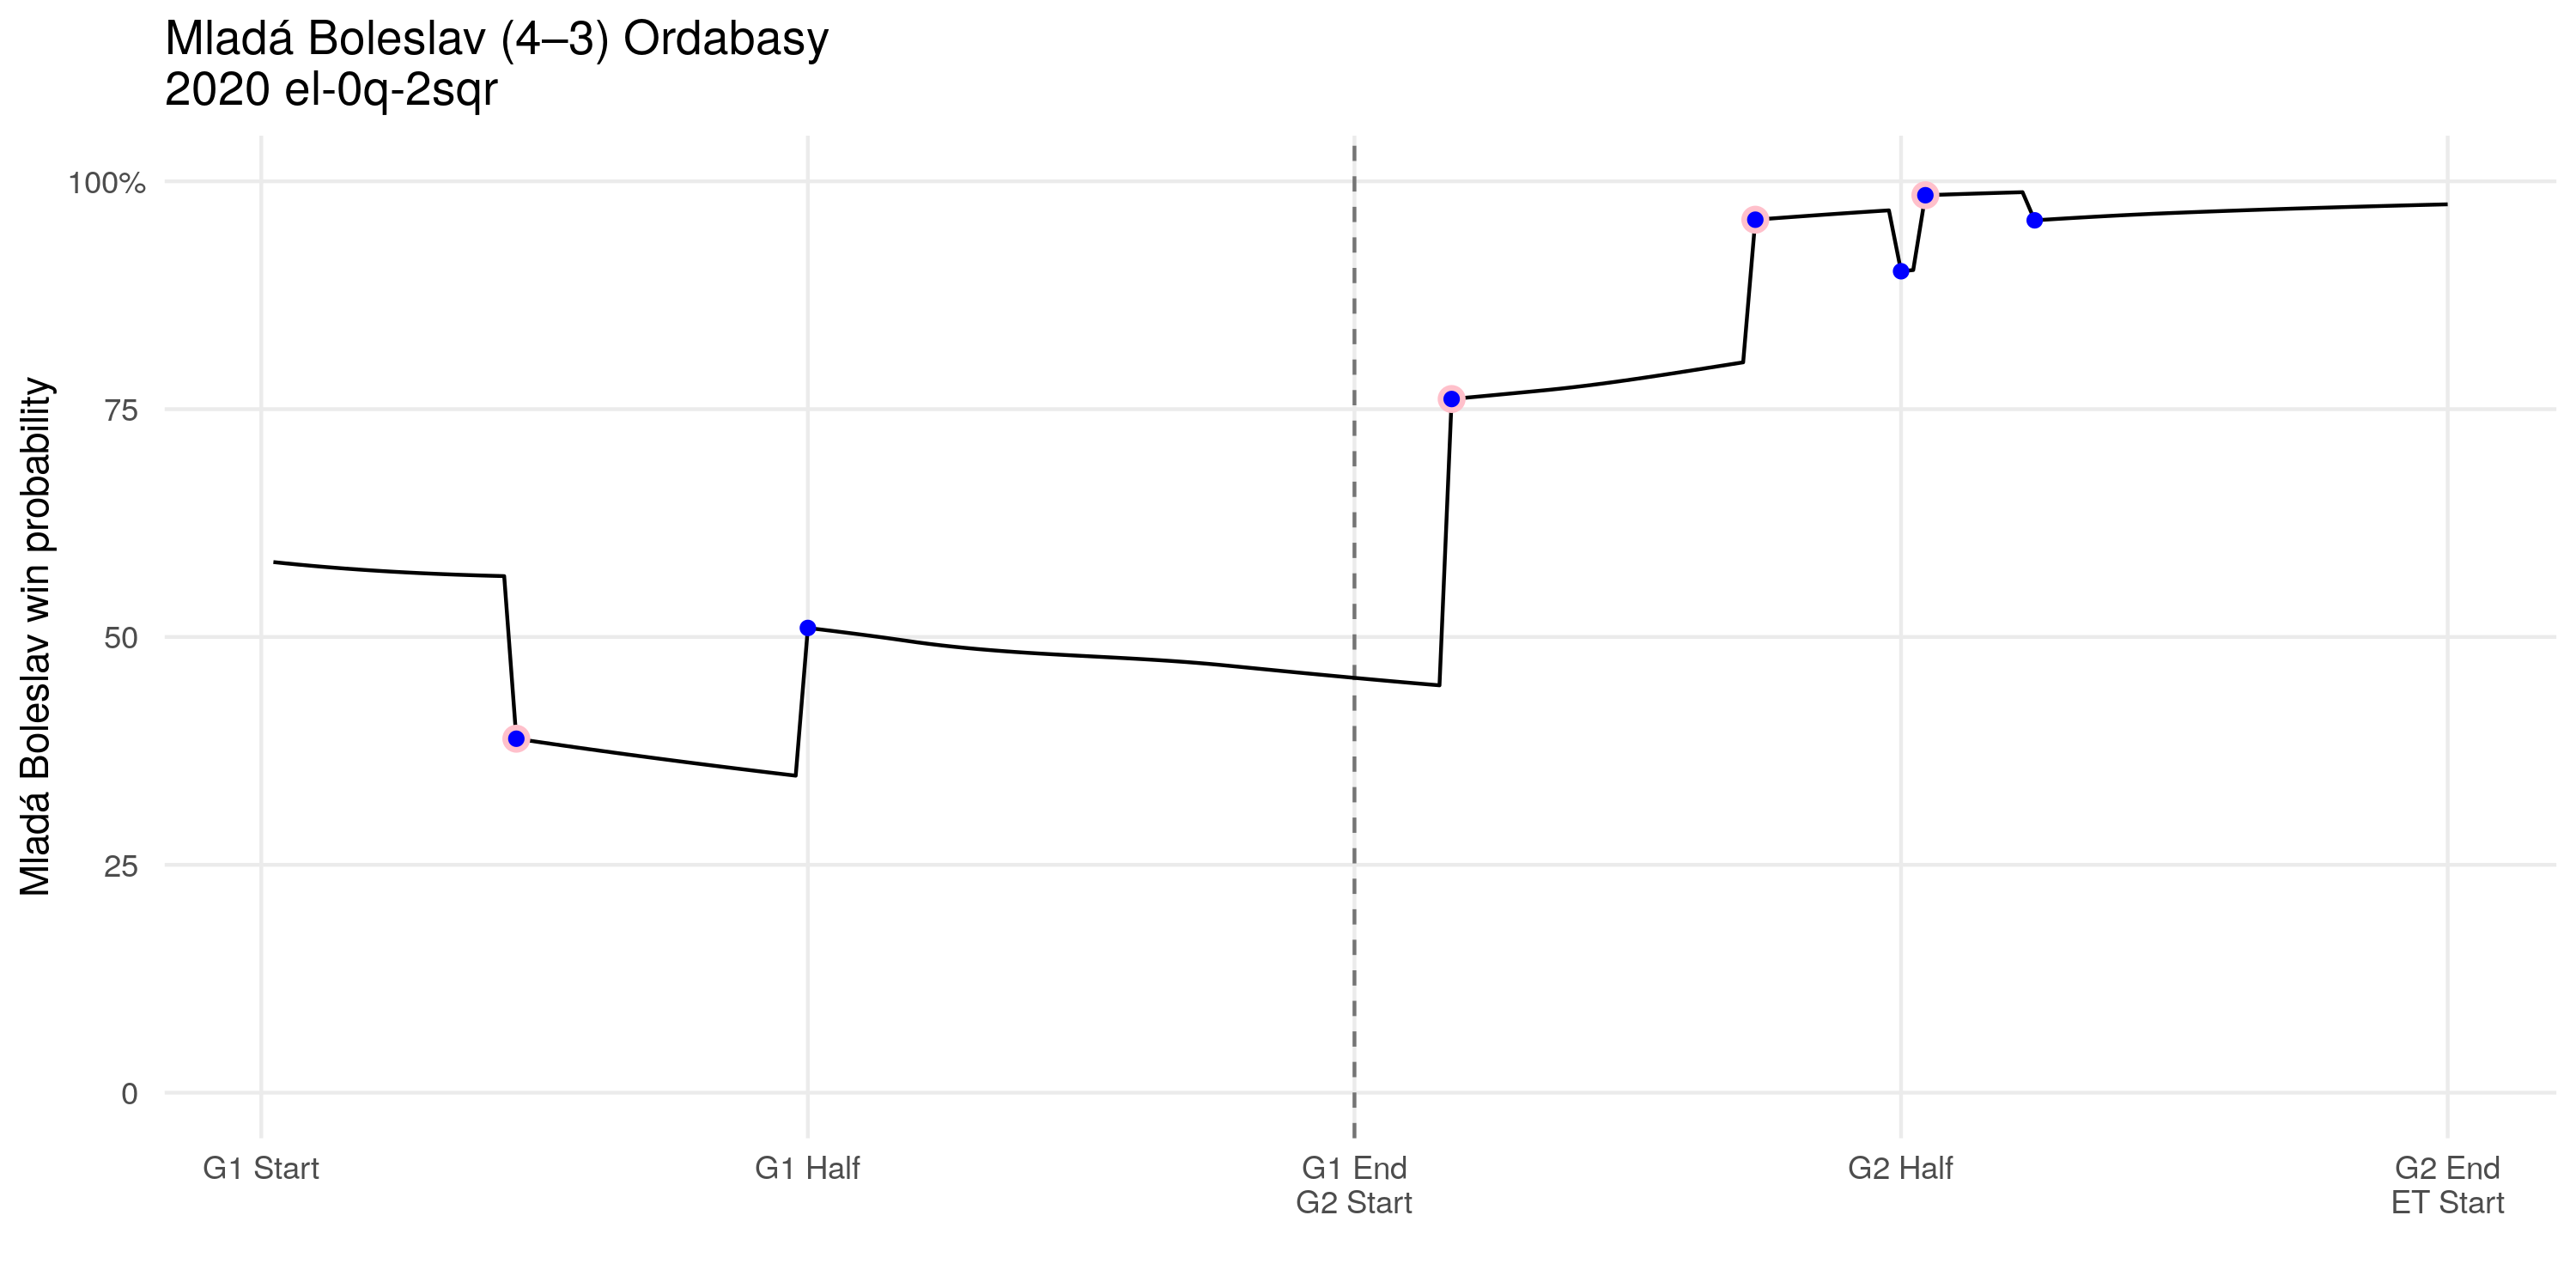 Mladá Boleslav (4–3) Ordabasy
2020 el-0q-2sqr
Mladá Boleslav win probability
100%
75
50
25
0
G1 Start
G1 Half
G1 End
G2 Start
G2 Half
G2 End
ET Start